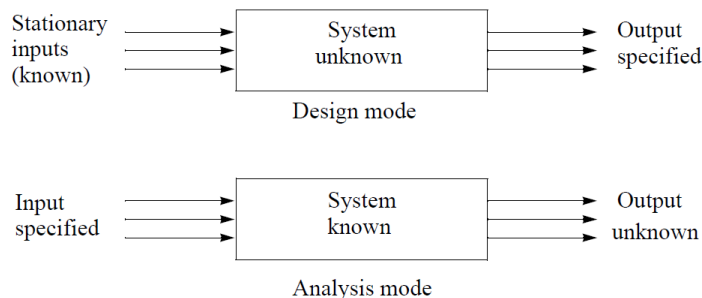 Stationary
inputs
(known)
System
unknown
Output
specified
Design mode
Input
specified
System
known
Output
unknown
Analysis mode